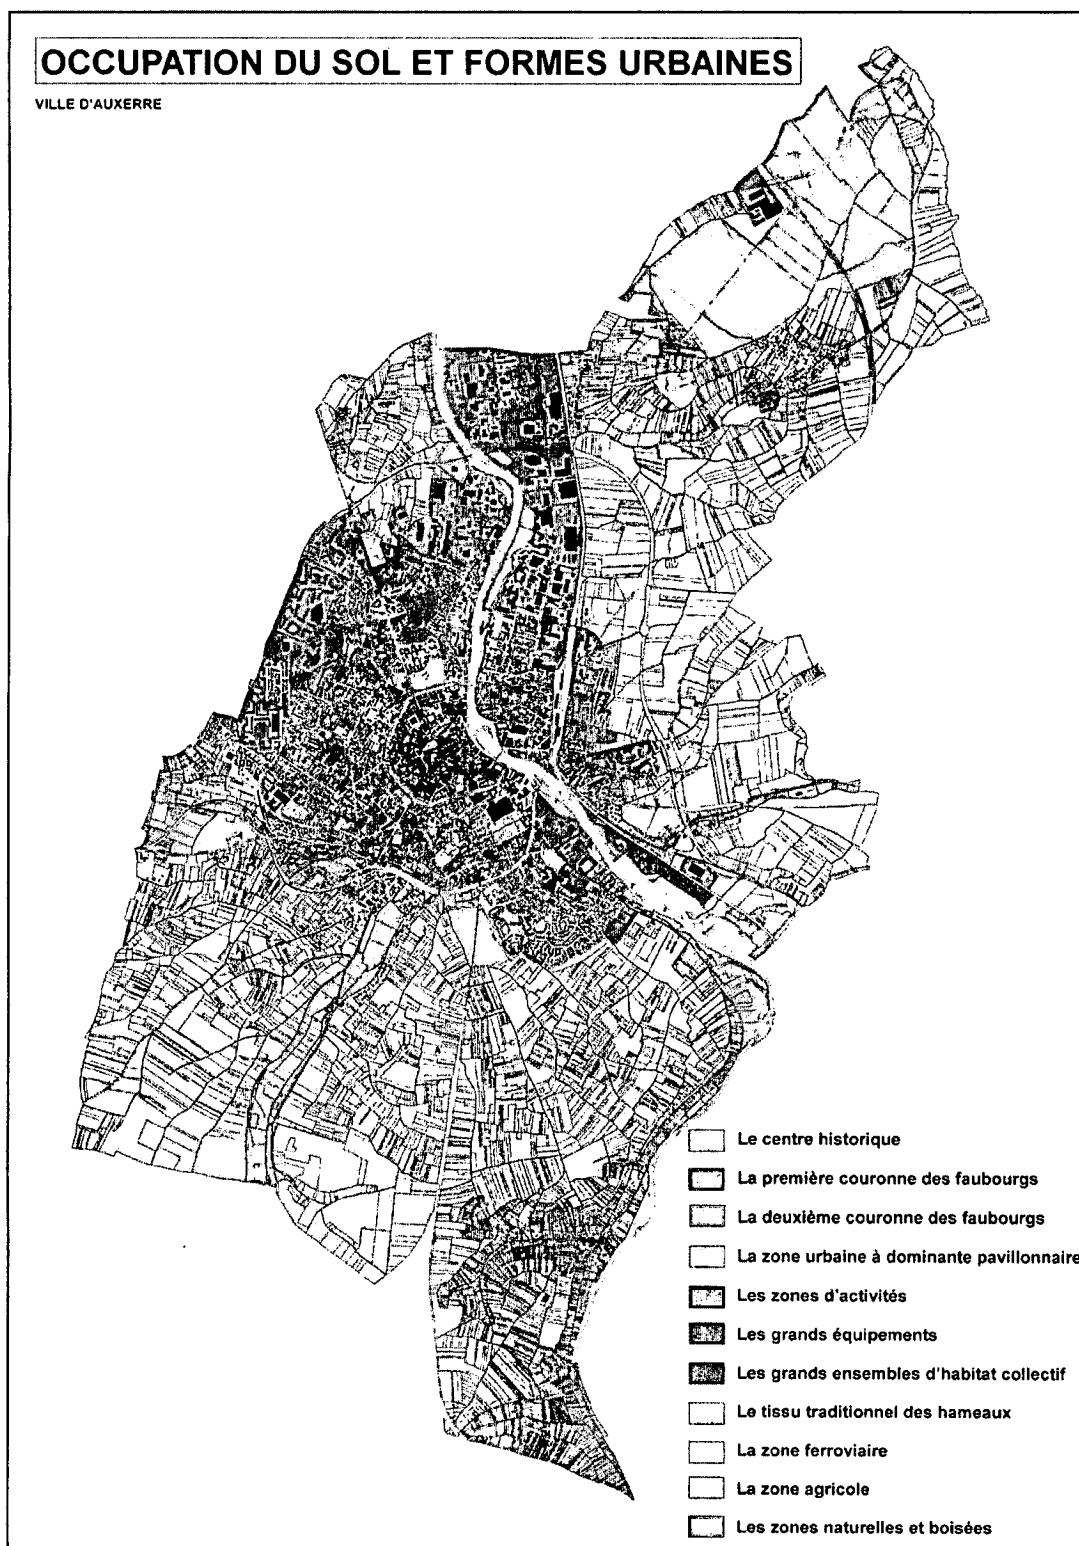 OCCUPATION DU SOL ET FORMES URBAINES
VILLE D'AUXERRE
Le centre historique
La première couronne des faubourgs
La deuxième couronne des faubourgs
La zone urbaine à dominante pavillonnaire
Les zones d'activités
Les grands équipements
Les grands ensembles d'habitat collectif
Le tissu traditionnel des hameaux
La zone ferroviaire
La zone agricole
Les zones naturelles et boisées